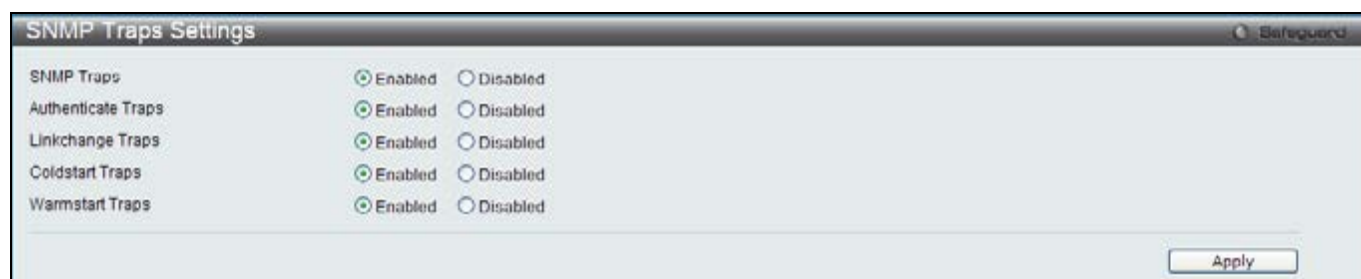 SNMP Traps Settings
Safeguard
SNMP Traps Enabled Disabled
Authenticate Traps Enabled Disabled
Linkchange Traps Enabled Disabled
Coldstart Traps Enabled Disabled
Warmstart Traps Enabled Disabled
Apply